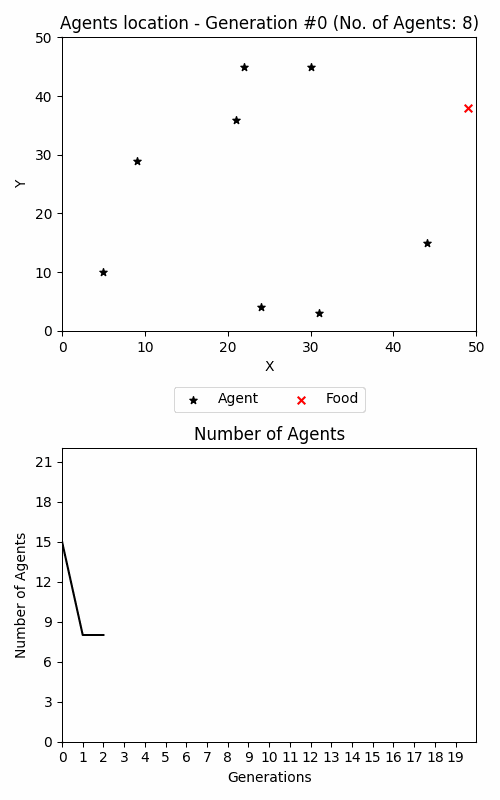 Agents location - Generation #0 (No. of Agents: 8)
50
40
30
20
10
0
Y
0 10 20 30 40 50
X
Agent Food
Number of Agents
21
18
15
12
9
6
3
0
Number of Agents
0 1 2 3 4 5 6 7 8 9 10 11 12 13 14 15 16 17 18 19
Generations